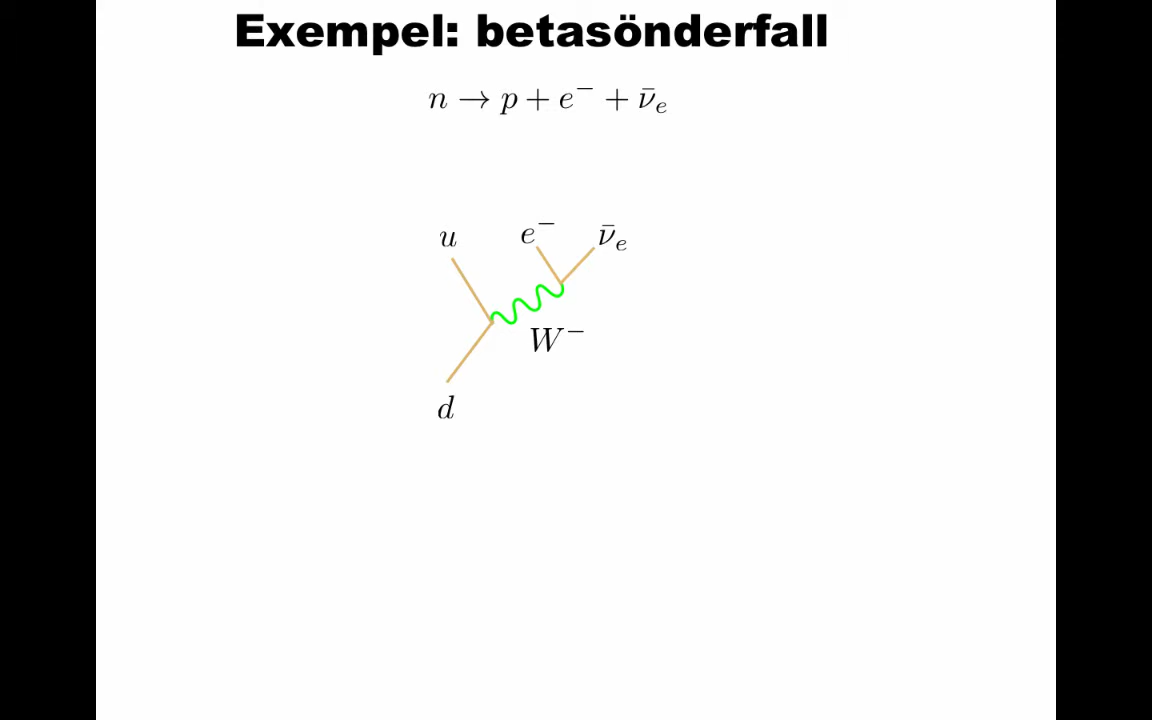 Exempel: betasönderfall
n → p + e⁻ + ν̄ₑ
u e⁻ ν̄ₑ
W⁻
d